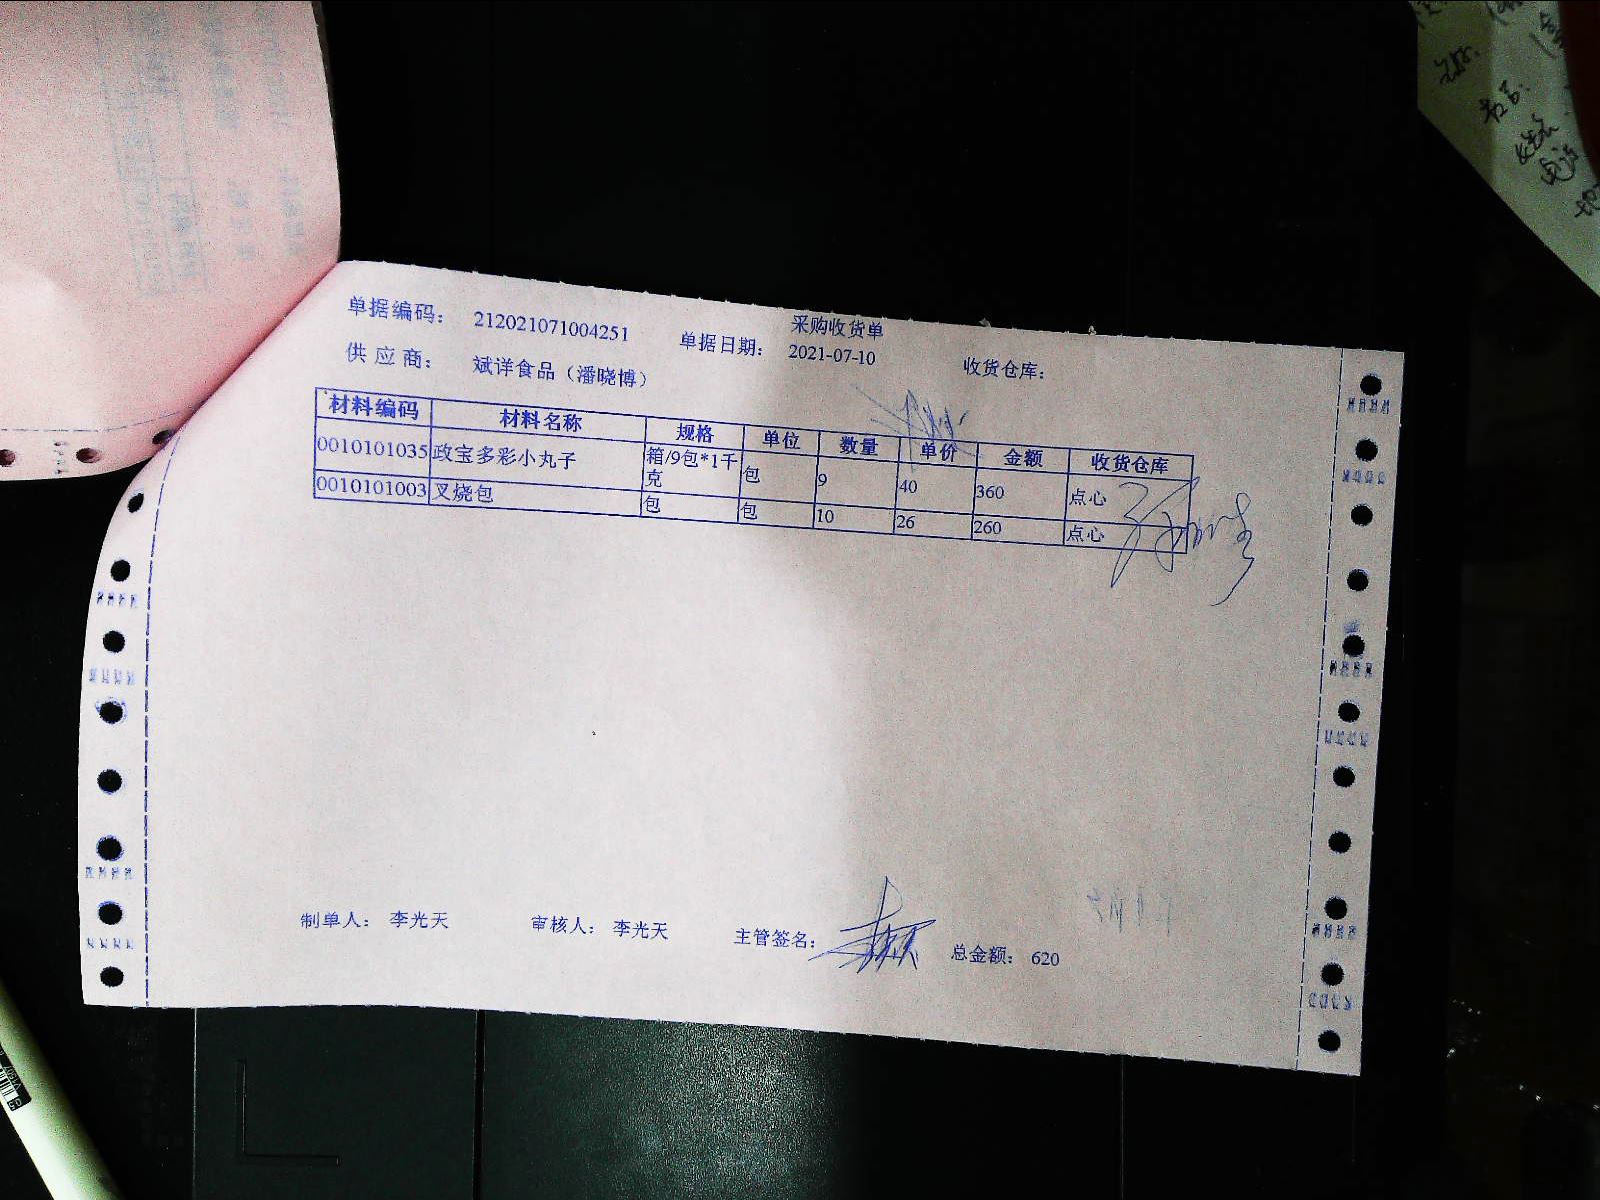 采购收货单
单据编码： 212021071004251 单据日期： 2021-07-10 收货仓库：
供应商： 斌详食品（潘晓博）
材料编码 材料名称 规格 单位 数量 单价 金额 收货仓库
0010101035 政宝多彩小丸子 箱/9包*1千克 包 9 40 360 点心
0010101003 叉烧包 包 包 10 26 260 点心
制单人： 李光天 审核人： 李光天 主管签名： 总金额： 620